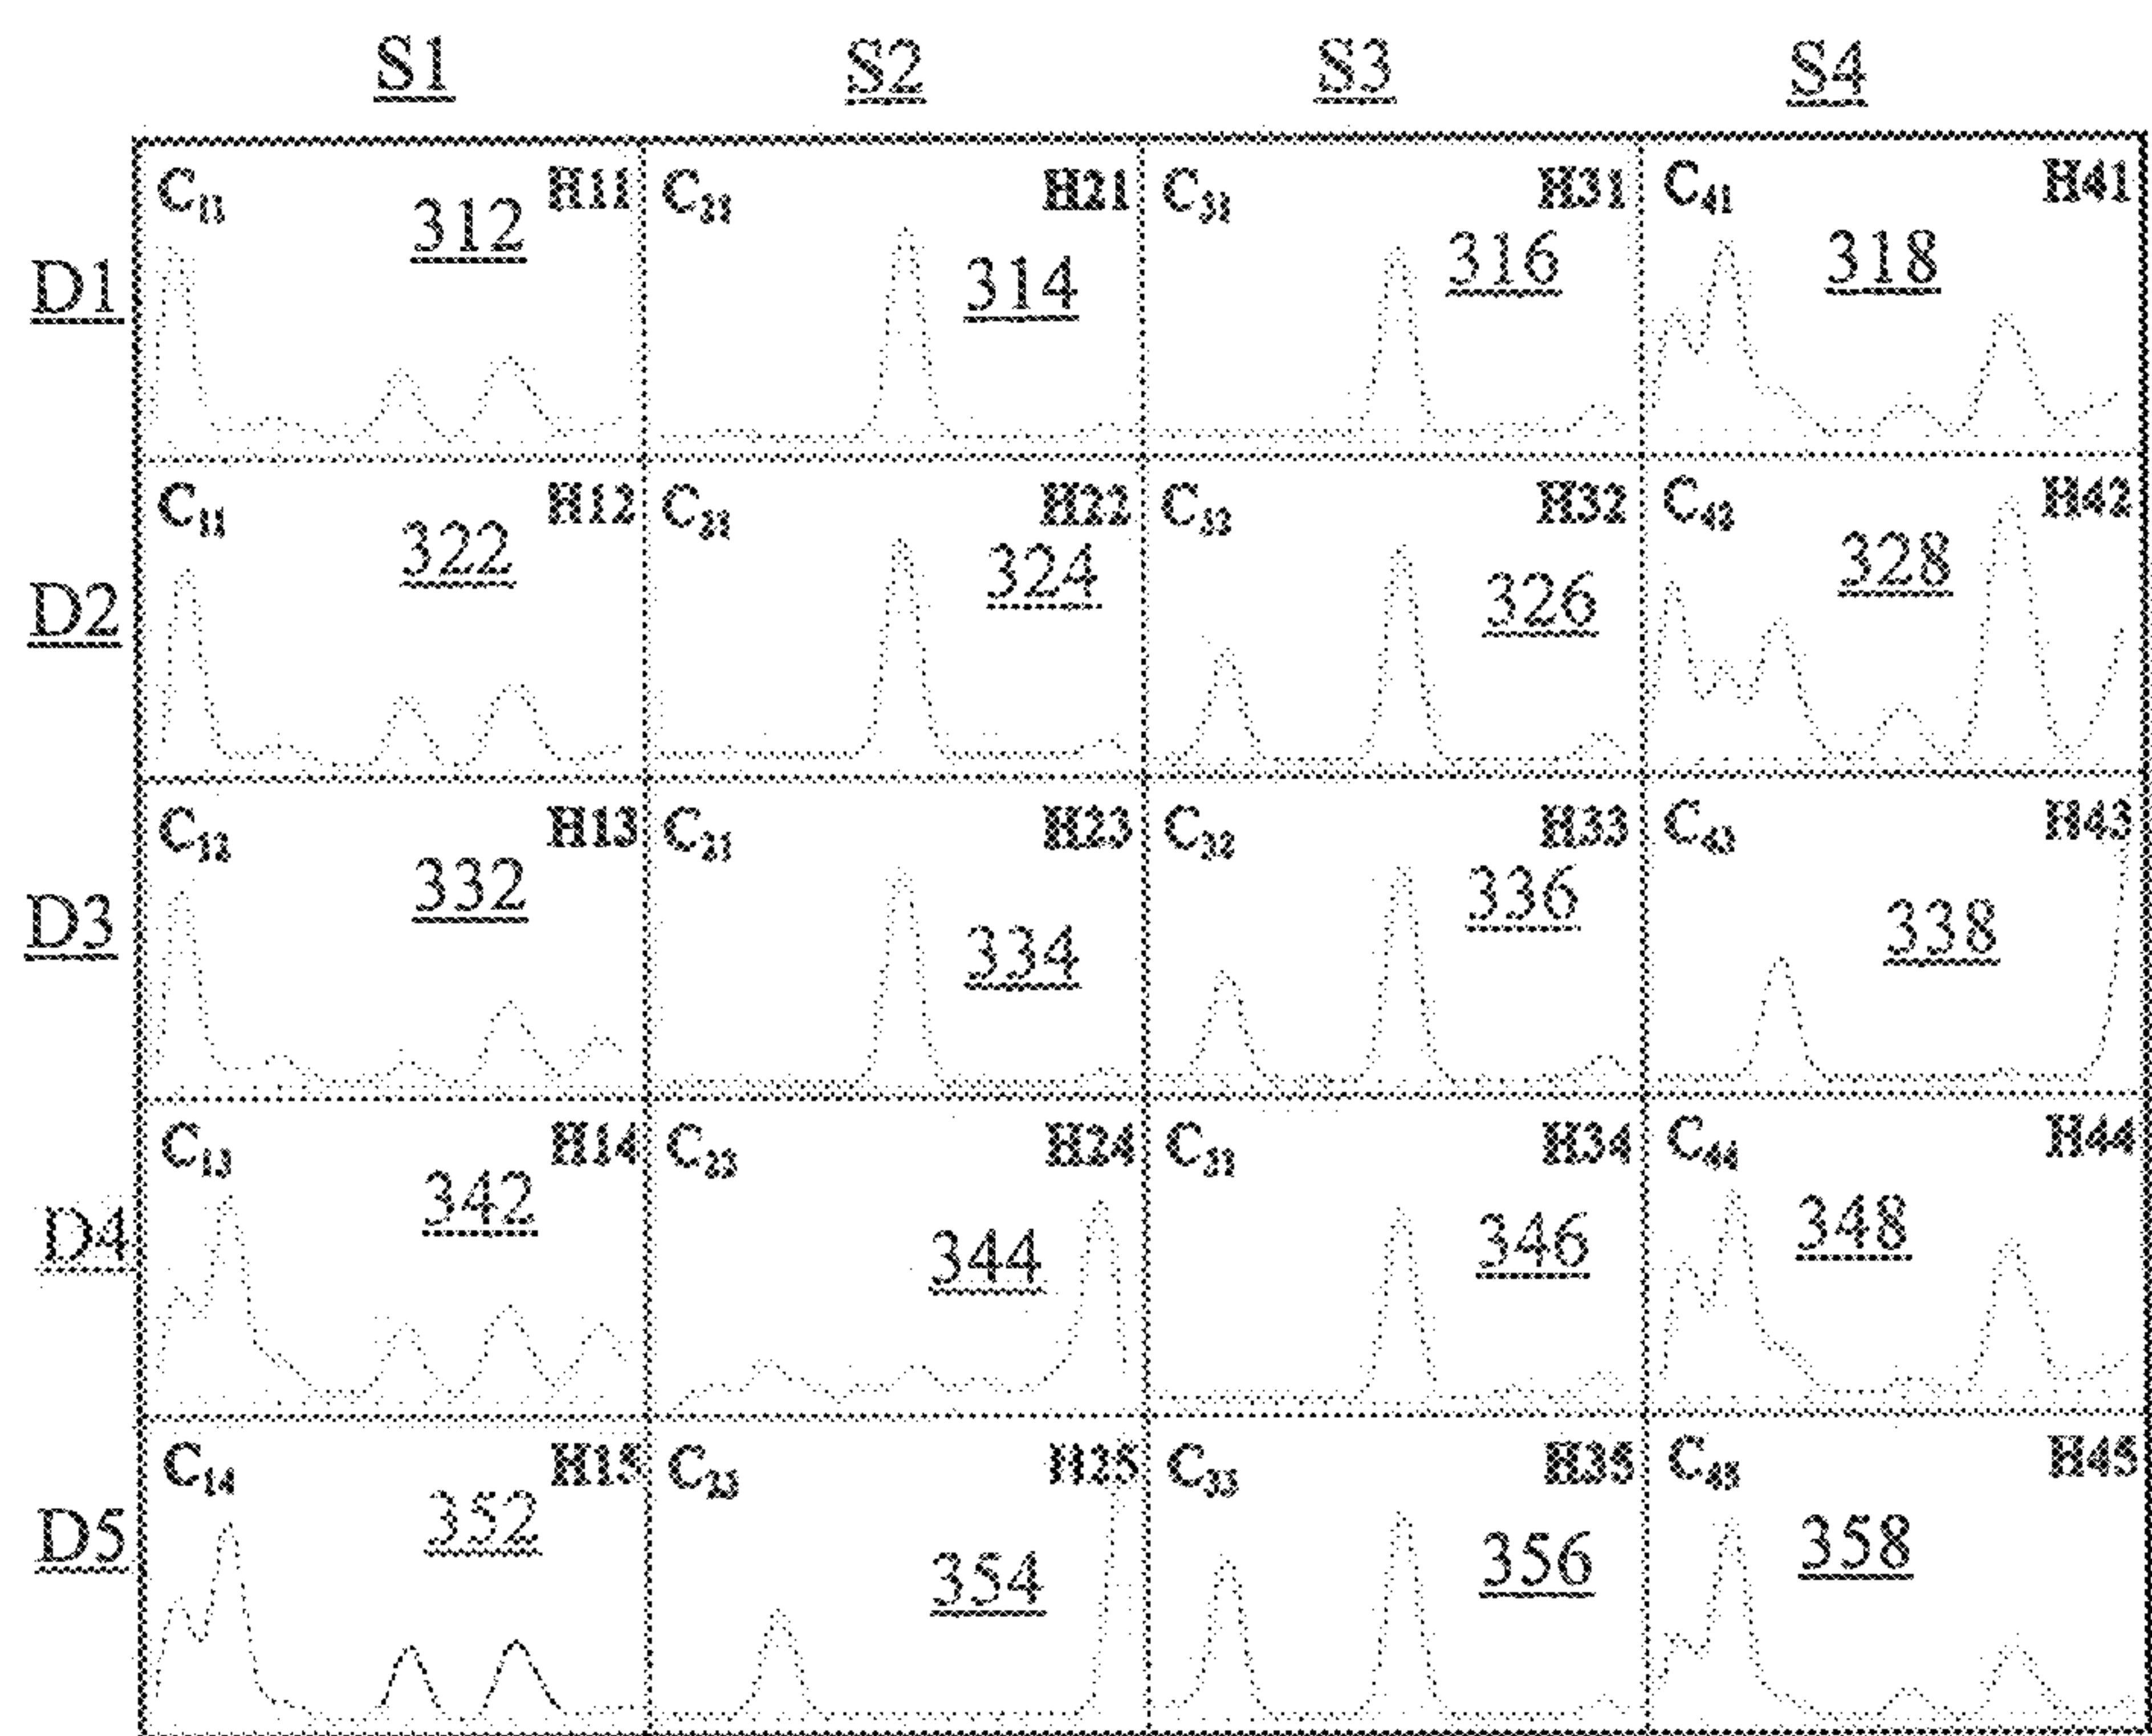 S1 S2 S3 S4
D1 C₁₁ 312 H11 C₂₁ 314 H21 C₃₁ 316 H31 C₄₁ 318 H41
D2 C₁₁ 322 H12 C₂₁ 324 H22 C₃₂ 326 H32 C₄₂ 328 H42
D3 C₁₂ 332 H13 C₂₁ 334 H23 C₃₂ 336 H33 C₄₃ 338 H43
D4 C₁₃ 342 H14 344 H24 346 H34 C₄₄ 348 H44
D5 C₁₄ 352 H15 C₂₃ 354 H25 C₃₃ 356 H35 C₄₅ 358 H45